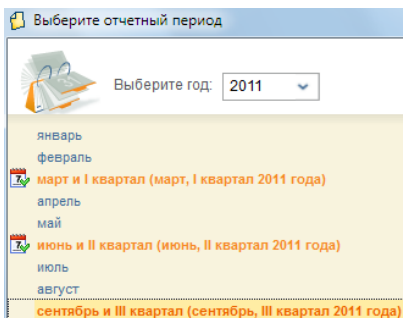 Выберите отчетный период
Выберите год: 2011
январь
февраль
март и I квартал (март, I квартал 2011 года)
апрель
май
июнь и II квартал (июнь, II квартал 2011 года)
июль
август
сентябрь и III квартал (сентябрь, III квартал 2011 года)